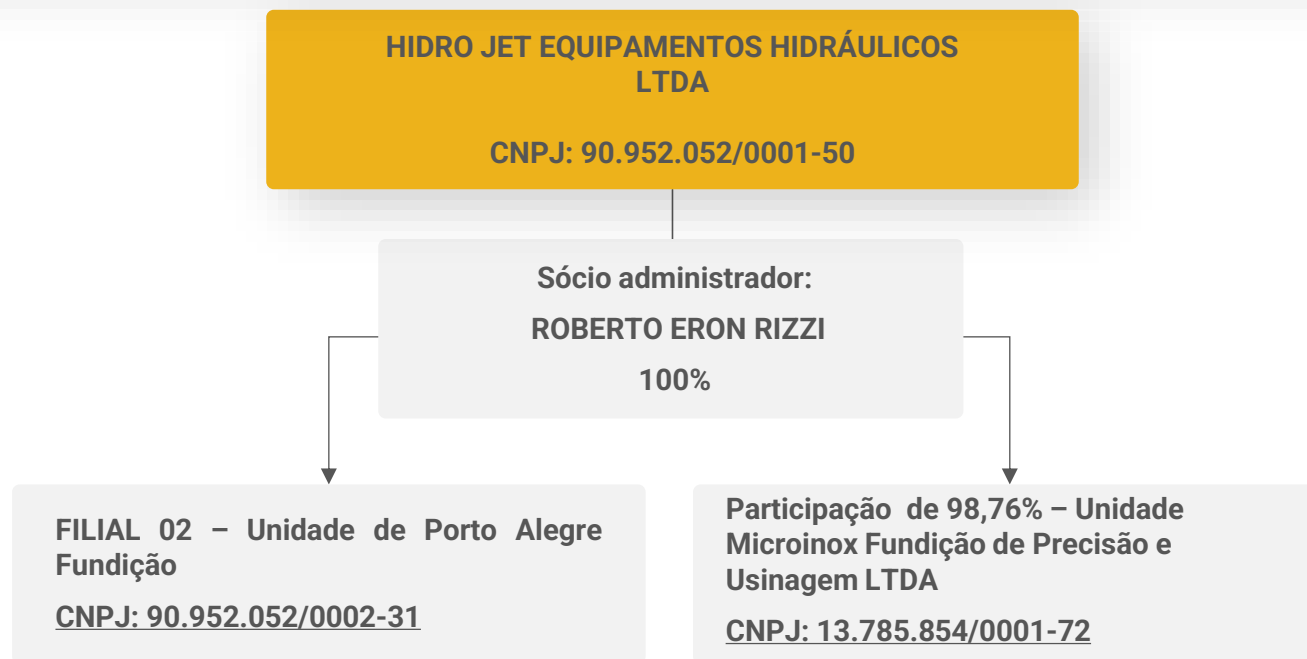 HIDRO JET EQUIPAMENTOS HIDRÁULICOS
LTDA
CNPJ: 90.952.052/0001-50
Sócio administrador:
ROBERTO ERON RIZZI
100%
FILIAL 02 – Unidade de Porto Alegre
Fundição
CNPJ: 90.952.052/0002-31
Participação de 98,76% – Unidade
Microinox Fundição de Precisão e
Usinagem LTDA
CNPJ: 13.785.854/0001-72